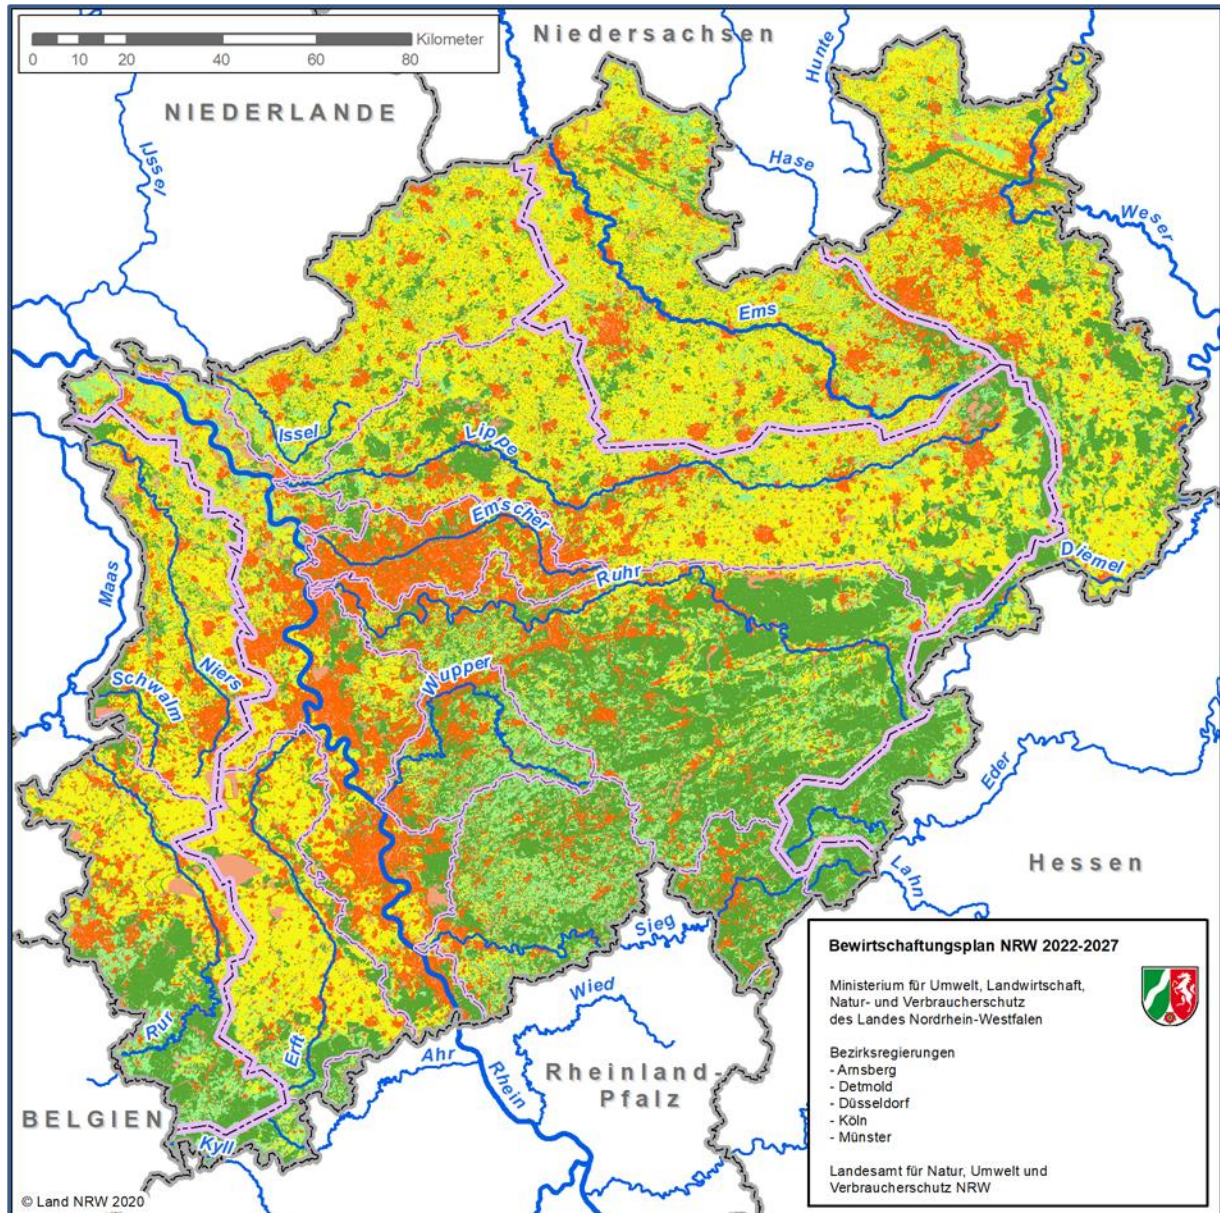 Kilometer
0 10 20 40 60 80
Niedersachsen
NIEDERLANDE
IJssel
Hunte
Hase
Weser
Ems
Issel
Lippe
Emscher
Ruhr
Diemel
Maas
Niers
Schwalm
Wupper
Eder
Hessen
Lahn
Sieg
Wied
Rur
Erft
Ahr
Rhein
Rheinland-
Pfalz
BELGIEN
Kyll
Bewirtschaftungsplan NRW 2022-2027
Ministerium für Umwelt, Landwirtschaft,
Natur- und Verbraucherschutz
des Landes Nordrhein-Westfalen
Bezirksregierungen
- Arnsberg
- Detmold
- Düsseldorf
- Köln
- Münster
Landesamt für Natur, Umwelt und
Verbraucherschutz NRW
© Land NRW 2020